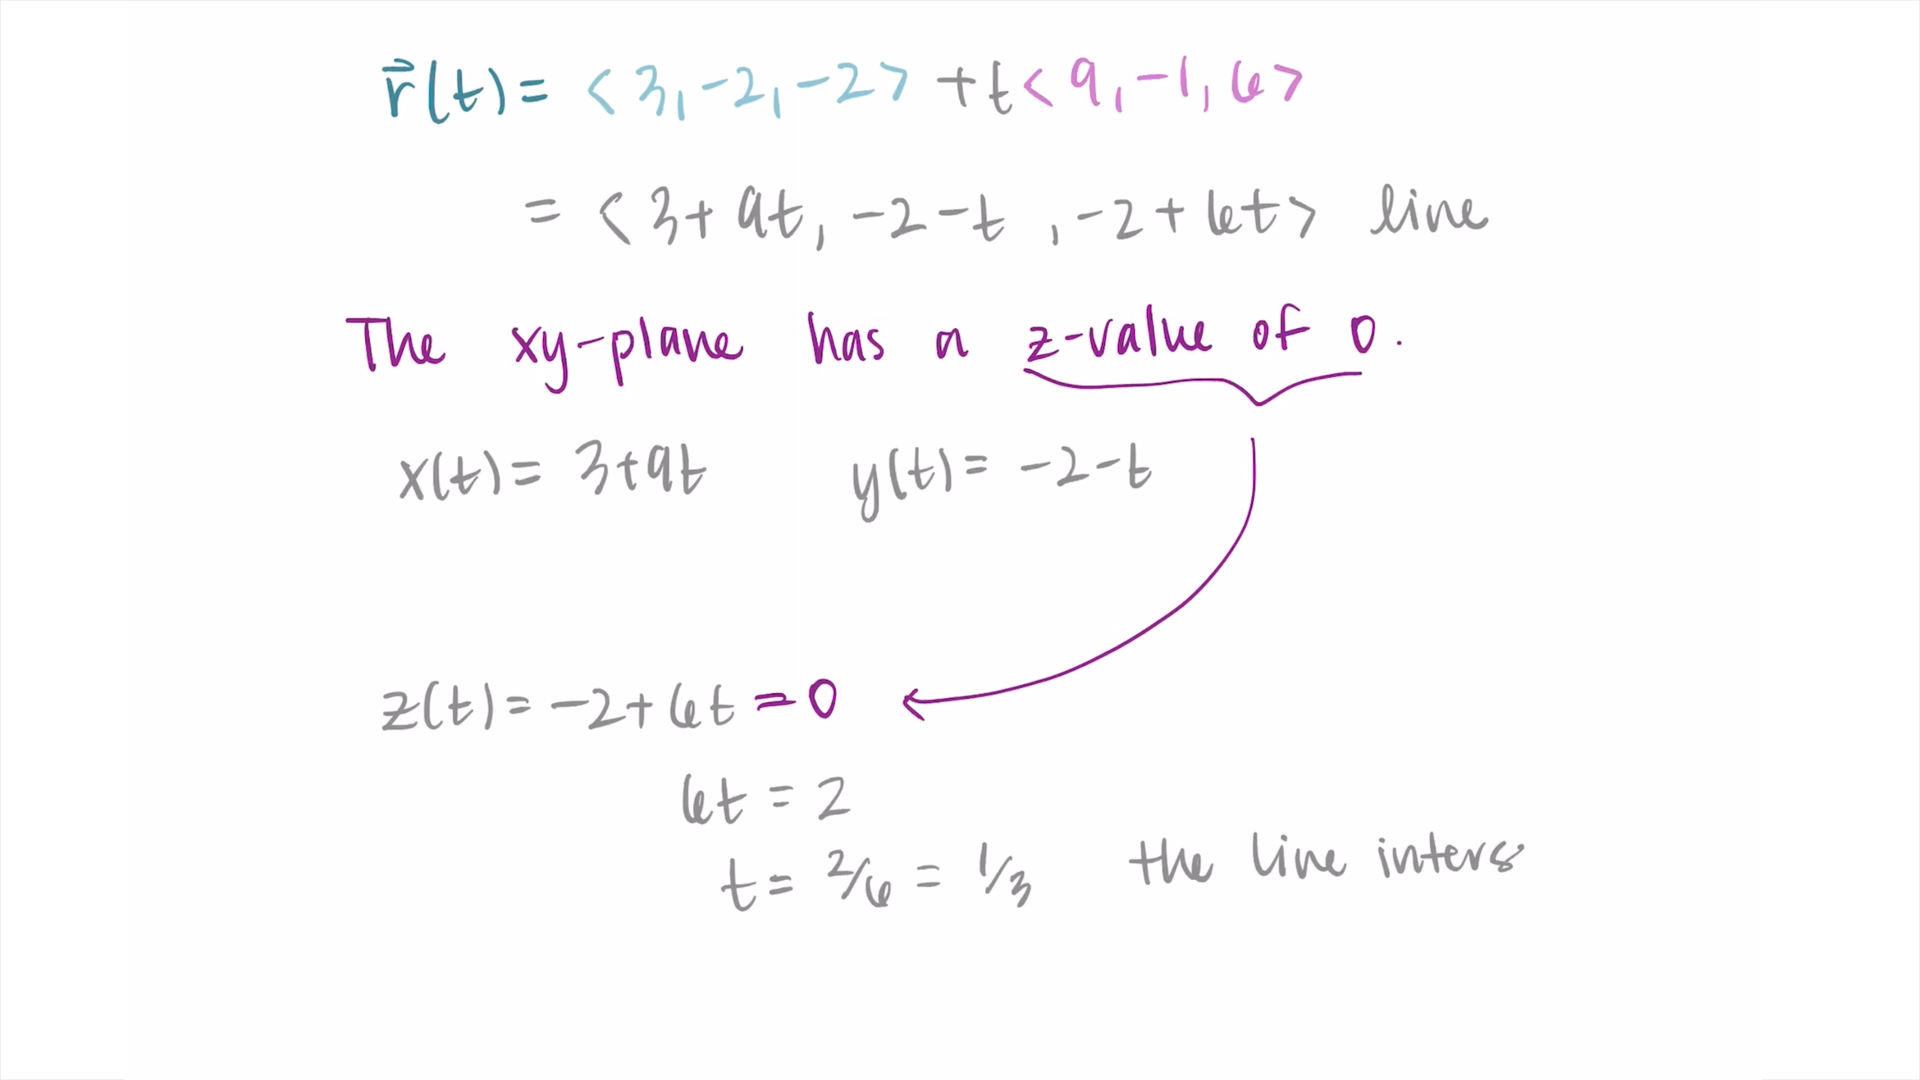 r⃗(t) = <3, -2, -2> + t<9, -1, 6>
= <3 + 9t, -2 - t, -2 + 6t> line
The xy-plane has a z-value of 0.
x(t) = 3 + 9t y(t) = -2 - t
z(t) = -2 + 6t = 0
6t = 2
t = 2/6 = 1/3 the line inters